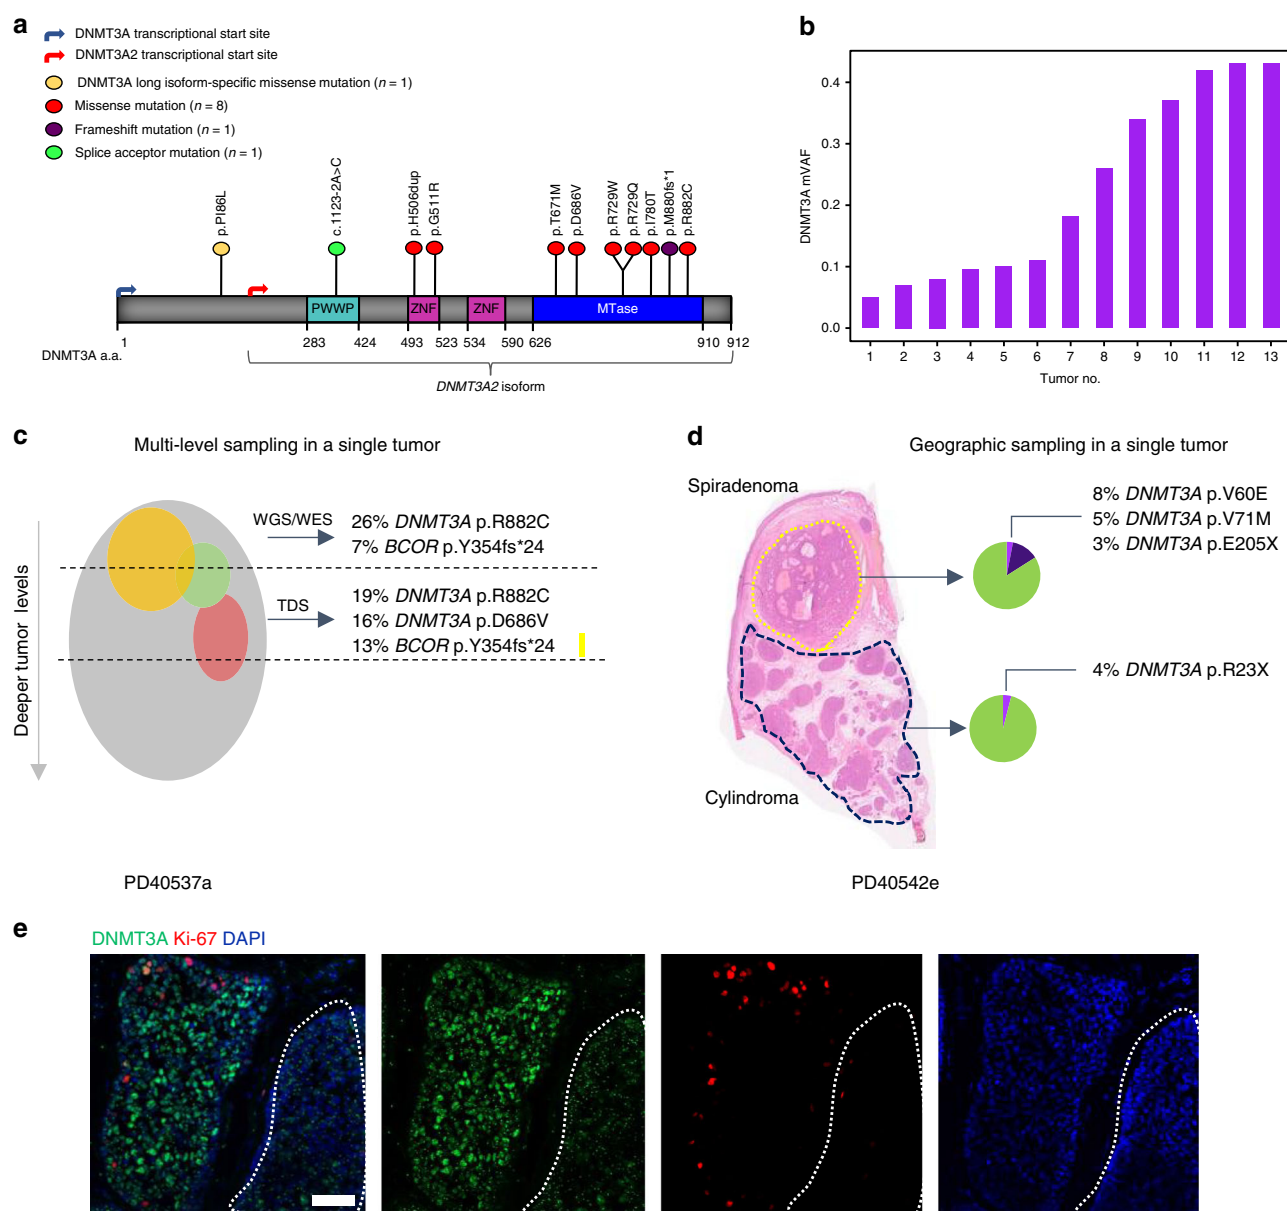 a
DNMT3A transcriptional start site
DNMT3A2 transcriptional start site
DNMT3A long isoform-specific missense mutation (n = 1)
Missense mutation (n = 8)
Frameshift mutation (n = 1)
Splice acceptor mutation (n = 1)
p.PI86L
c.1123-2A>C
p.H506dup
p.G511R
p.T671M
p.D686V
p.R729W
p.R729Q
p.I780T
p.M880fs*1
p.R882C
PWWP
ZNF
ZNF
MTase
DNMT3A a.a.
1
283
424
493
523
534
590
626
910
912
DNMT3A2 isoform
b
DNMT3A mVAF
0.4
0.3
0.2
0.1
0.0
1 2 3 4 5 6 7 8 9 10 11 12 13
Tumor no.
c
Multi-level sampling in a single tumor
Deeper tumor levels
WGS/WES
26% DNMT3A p.R882C
7% BCOR p.Y354fs*24
TDS
19% DNMT3A p.R882C
16% DNMT3A p.D686V
13% BCOR p.Y354fs*24
PD40537a
d
Geographic sampling in a single tumor
Spiradenoma
8% DNMT3A p.V60E
5% DNMT3A p.V71M
3% DNMT3A p.E205X
4% DNMT3A p.R23X
Cylindroma
PD40542e
e
DNMT3A Ki-67 DAPI